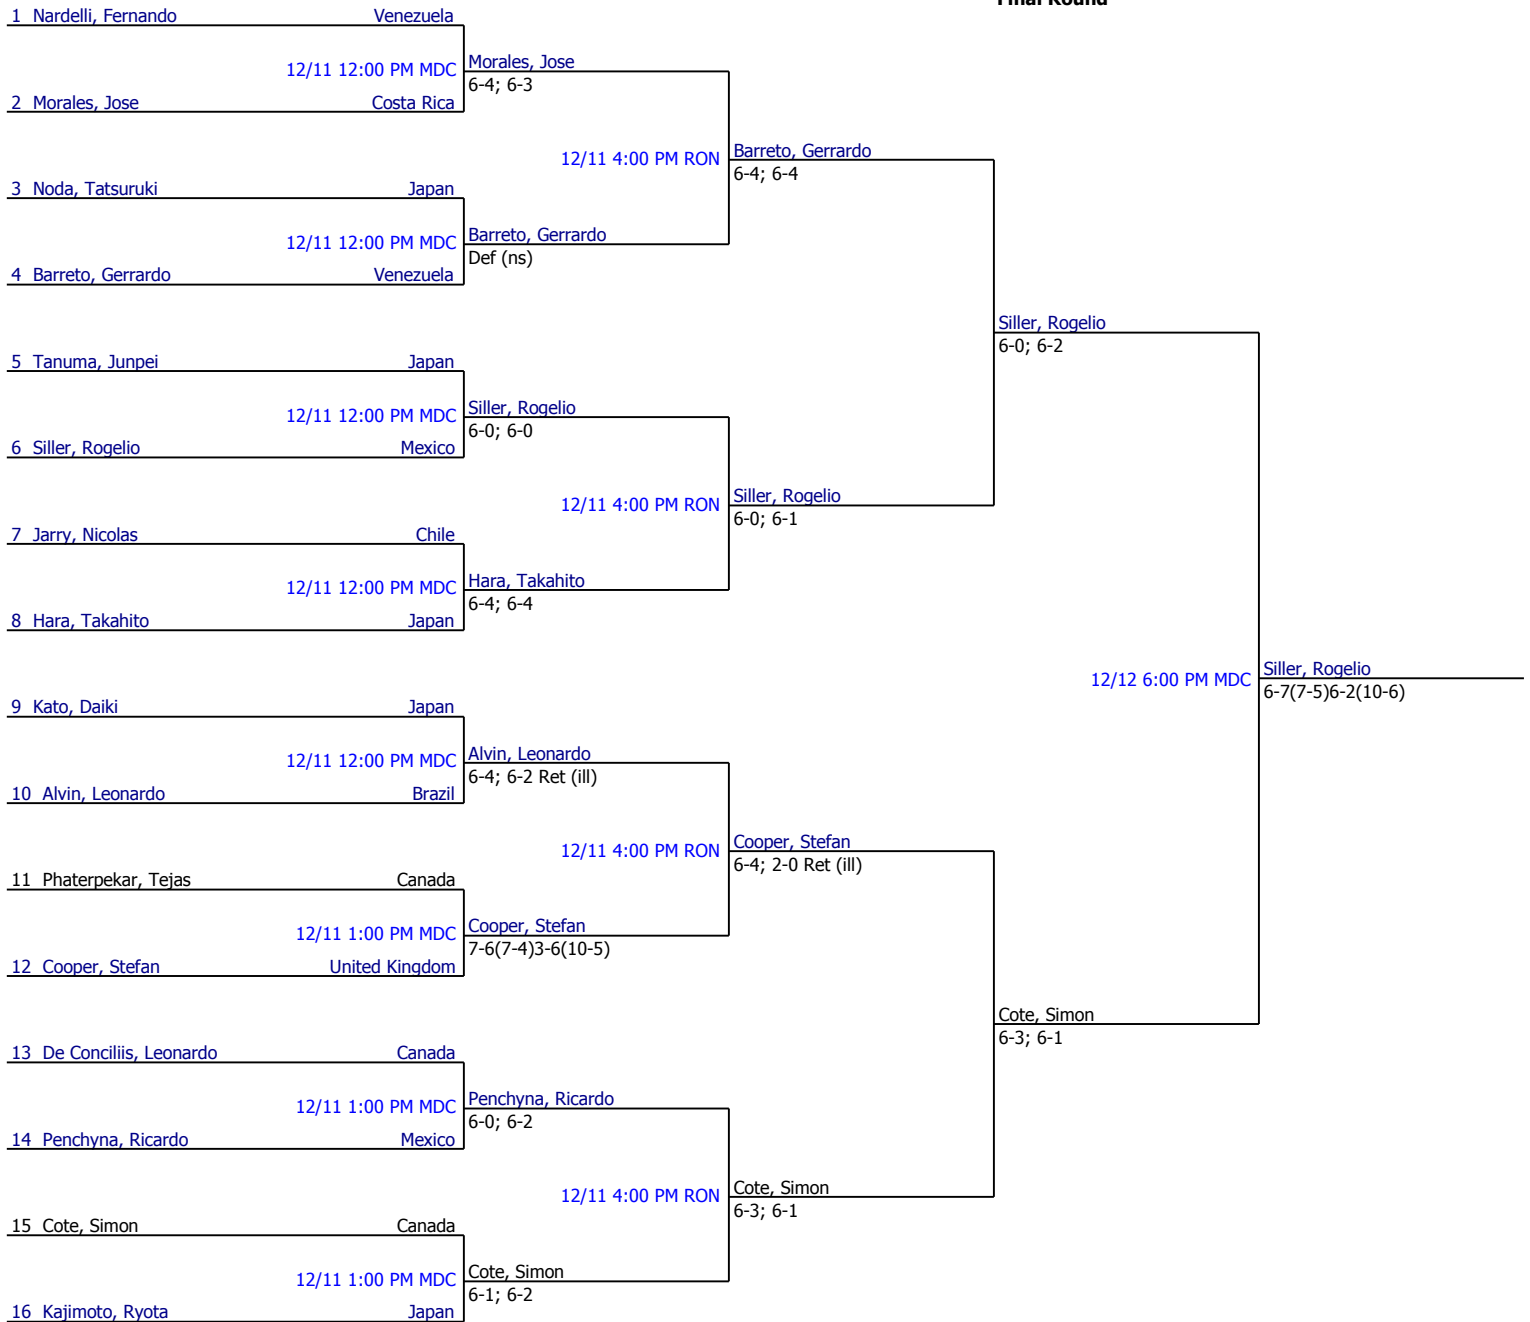 Final Round
1 Nardelli, Fernando Venezuela
12/11 12:00 PM MDC
2 Morales, Jose Costa Rica
Morales, Jose
6-4; 6-3
3 Noda, Tatsuruki Japan
12/11 12:00 PM MDC
4 Barreto, Gerrardo Venezuela
Barreto, Gerrardo
Def (ns)
12/11 4:00 PM RON
Barreto, Gerrardo
6-4; 6-4
5 Tanuma, Junpei Japan
12/11 12:00 PM MDC
6 Siller, Rogelio Mexico
Siller, Rogelio
6-0; 6-0
7 Jarry, Nicolas Chile
12/11 12:00 PM MDC
8 Hara, Takahito Japan
Hara, Takahito
6-4; 6-4
12/11 4:00 PM RON
Siller, Rogelio
6-0; 6-1
Siller, Rogelio
6-0; 6-2
9 Kato, Daiki Japan
12/11 12:00 PM MDC
10 Alvin, Leonardo Brazil
Alvin, Leonardo
6-4; 6-2 Ret (ill)
11 Phaterpekar, Tejas Canada
12/11 1:00 PM MDC
12 Cooper, Stefan United Kingdom
Cooper, Stefan
7-6(7-4)3-6(10-5)
12/11 4:00 PM RON
Cooper, Stefan
6-4; 2-0 Ret (ill)
13 De Conciliis, Leonardo Canada
12/11 1:00 PM MDC
14 Penchyna, Ricardo Mexico
Penchyna, Ricardo
6-0; 6-2
15 Cote, Simon Canada
12/11 1:00 PM MDC
16 Kajimoto, Ryota Japan
Cote, Simon
6-1; 6-2
12/11 4:00 PM RON
Cote, Simon
6-3; 6-1
Cote, Simon
6-3; 6-1
12/12 6:00 PM MDC
Siller, Rogelio
6-7(7-5)6-2(10-6)